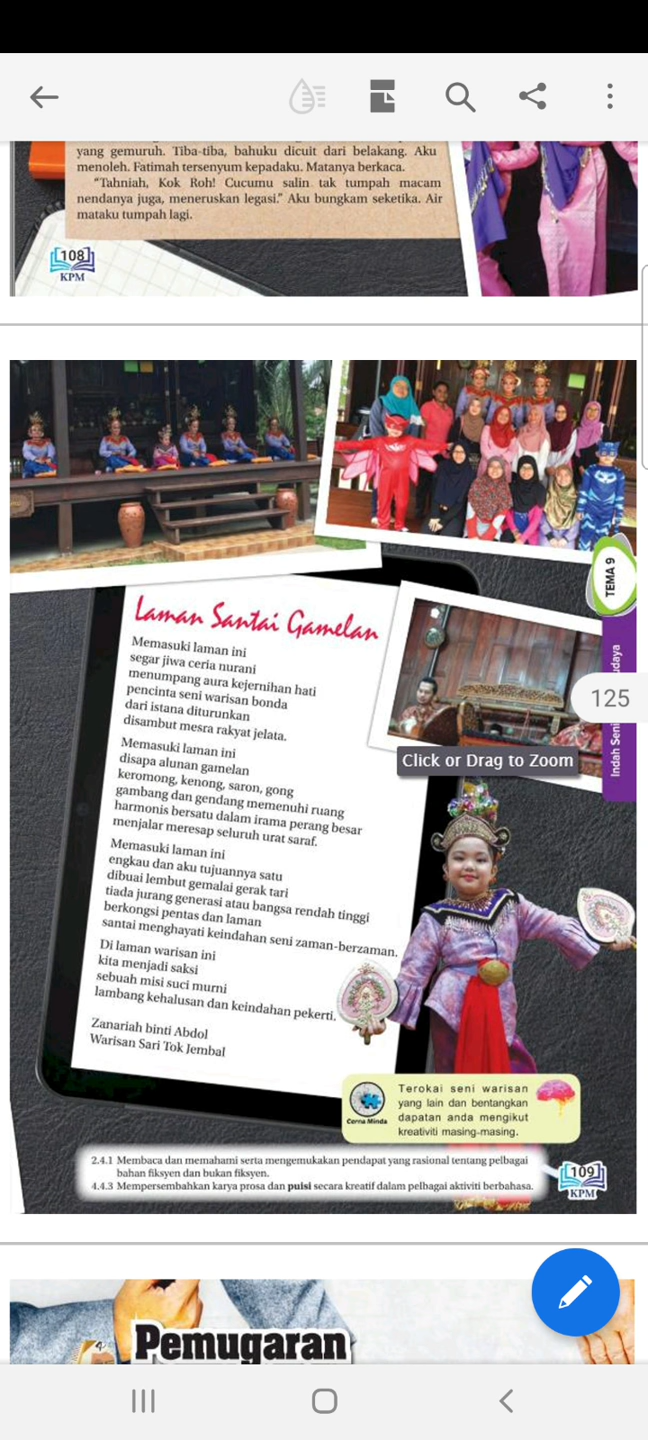 yang gemuruh. Tiba-tiba, bahuku dicuit dari belakang. Aku
menoleh. Fatimah tersenyum kepadaku. Matanya berkaca.
"Tahniah, Kok Roh! Cucumu salin tak tumpah macam
nendanya juga, meneruskan legasi." Aku bungkam seketika. Air
mataku tumpah lagi.
108
KPM
TEMA 9
Indah Seni
udaya
125
Click or Drag to Zoom
Laman Santai Gamelan
Memasuki laman ini
segar jiwa ceria nurani
menumpang aura kejernihan hati
pencinta seni warisan bonda
dari istana diturunkan
disambut mesra rakyat jelata.
Memasuki laman ini
disapa alunan gamelan
keromong, kenong, saron, gong
gambang dan gendang memenuhi ruang
harmonis bersatu dalam irama perang besar
menjalar meresap seluruh urat saraf.
Memasuki laman ini
engkau dan aku tujuannya satu
dibuai lembut gemalai gerak tari
tiada jurang generasi atau bangsa rendah tinggi
berkongsi pentas dan laman
santai menghayati keindahan seni zaman-berzaman.
Di laman warisan ini
kita menjadi saksi
sebuah misi suci murni
lambang kehalusan dan keindahan pekerti.
Zanariah binti Abdol
Warisan Sari Tok Jembal
Cerna Minda
Terokai seni warisan
yang lain dan bentangkan
dapatan anda mengikut
kreativiti masing-masing.
2.4.1 Membaca dan memahami serta mengemukakan pendapat yang rasional tentang pelbagai
bahan fiksyen dan bukan fiksyen.
4.4.3 Mempersembahkan karya prosa dan puisi secara kreatif dalam pelbagai aktiviti berbahasa.
109
KPM
Pemugaran